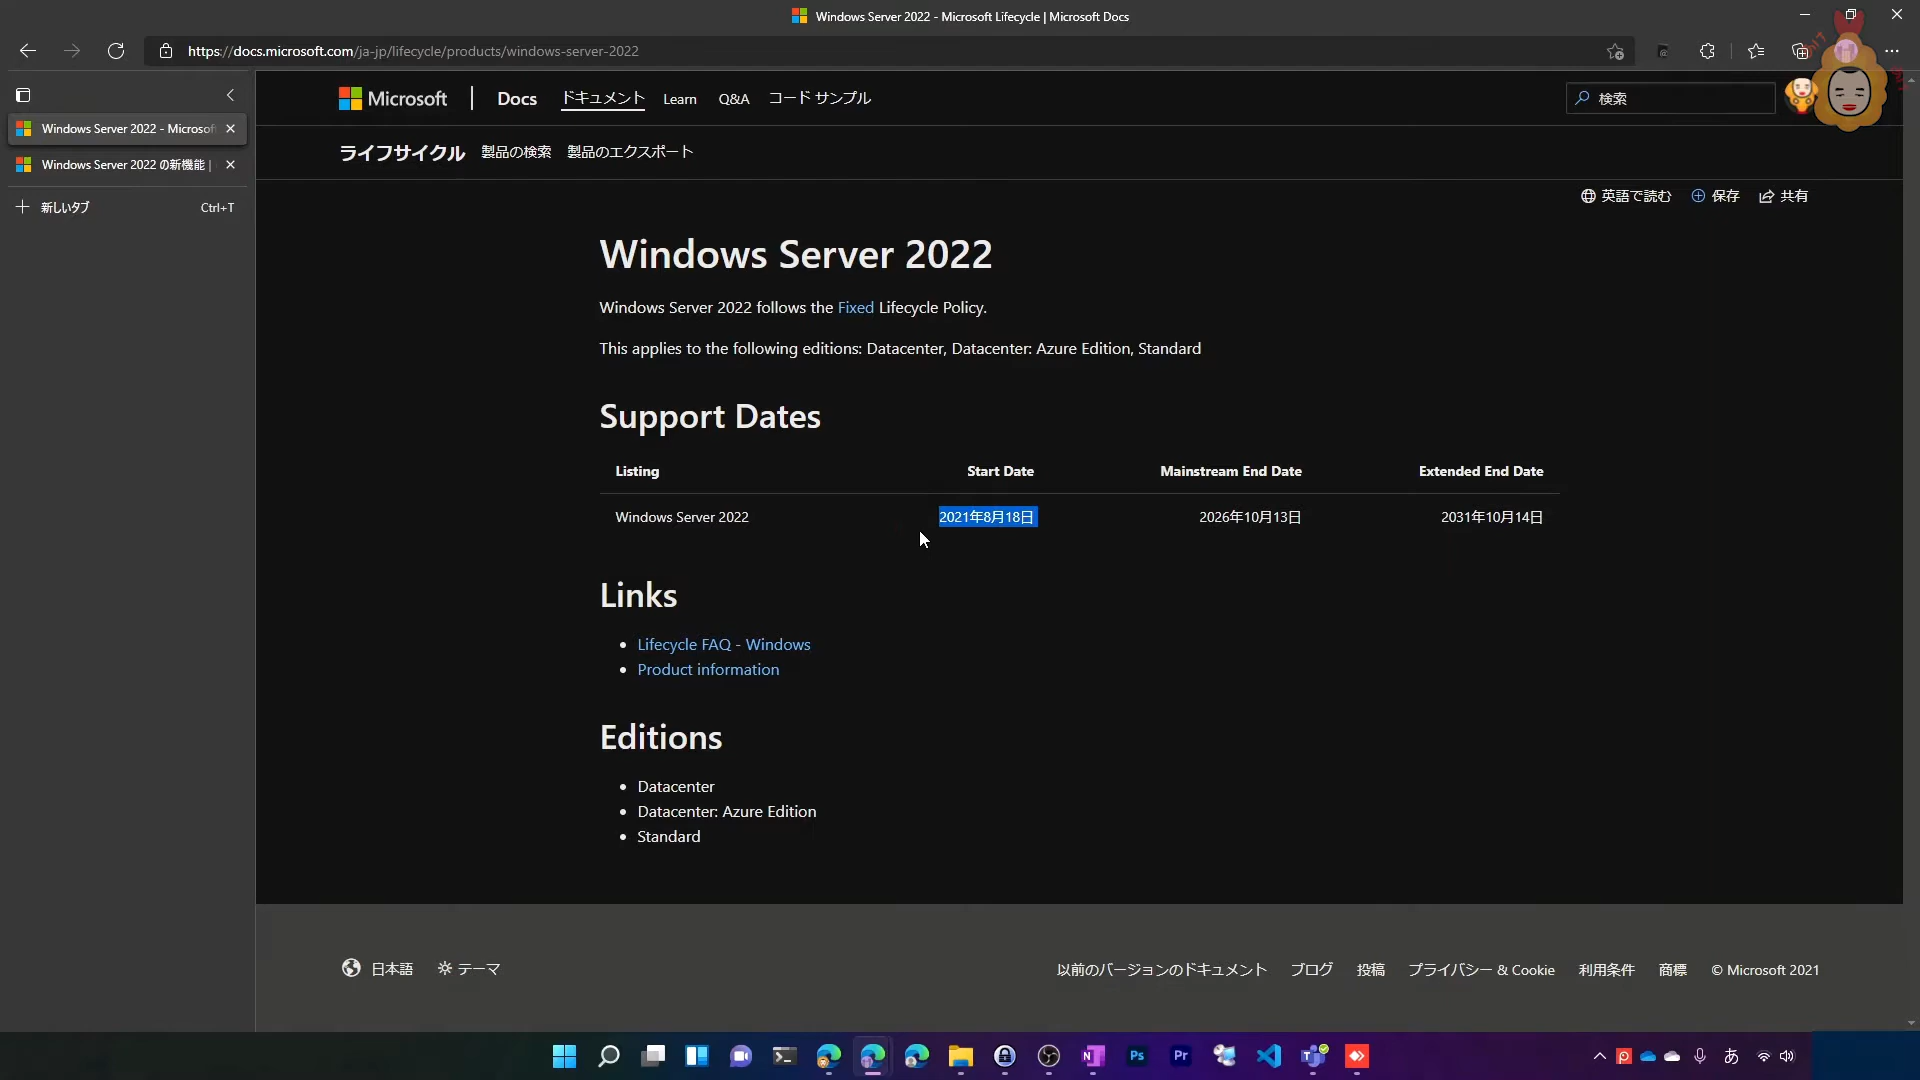 Windows Server 2022 - Microsoft Lifecycle | Microsoft Docs
https://docs.microsoft.com/ja-jp/lifecycle/products/windows-server-2022
Microsoft Docs ドキュメント Learn Q&A コード サンプル 検索
Windows Server 2022 - Microsof
Windows Server 2022 の新機能 |
新しいタブ Ctrl+T
ライフサイクル 製品の検索 製品のエクスポート
英語で読む 保存 共有
Windows Server 2022
Windows Server 2022 follows the Fixed Lifecycle Policy.
This applies to the following editions: Datacenter, Datacenter: Azure Edition, Standard
Support Dates
Listing Start Date Mainstream End Date Extended End Date
Windows Server 2022 2021年8月18日 2026年10月13日 2031年10月14日
Links
Lifecycle FAQ - Windows
Product information
Editions
Datacenter
Datacenter: Azure Edition
Standard
日本語 テーマ
以前のバージョンのドキュメント ブログ 投稿 プライバシー & Cookie 利用条件 商標 © Microsoft 2021
N Ps Pr あ